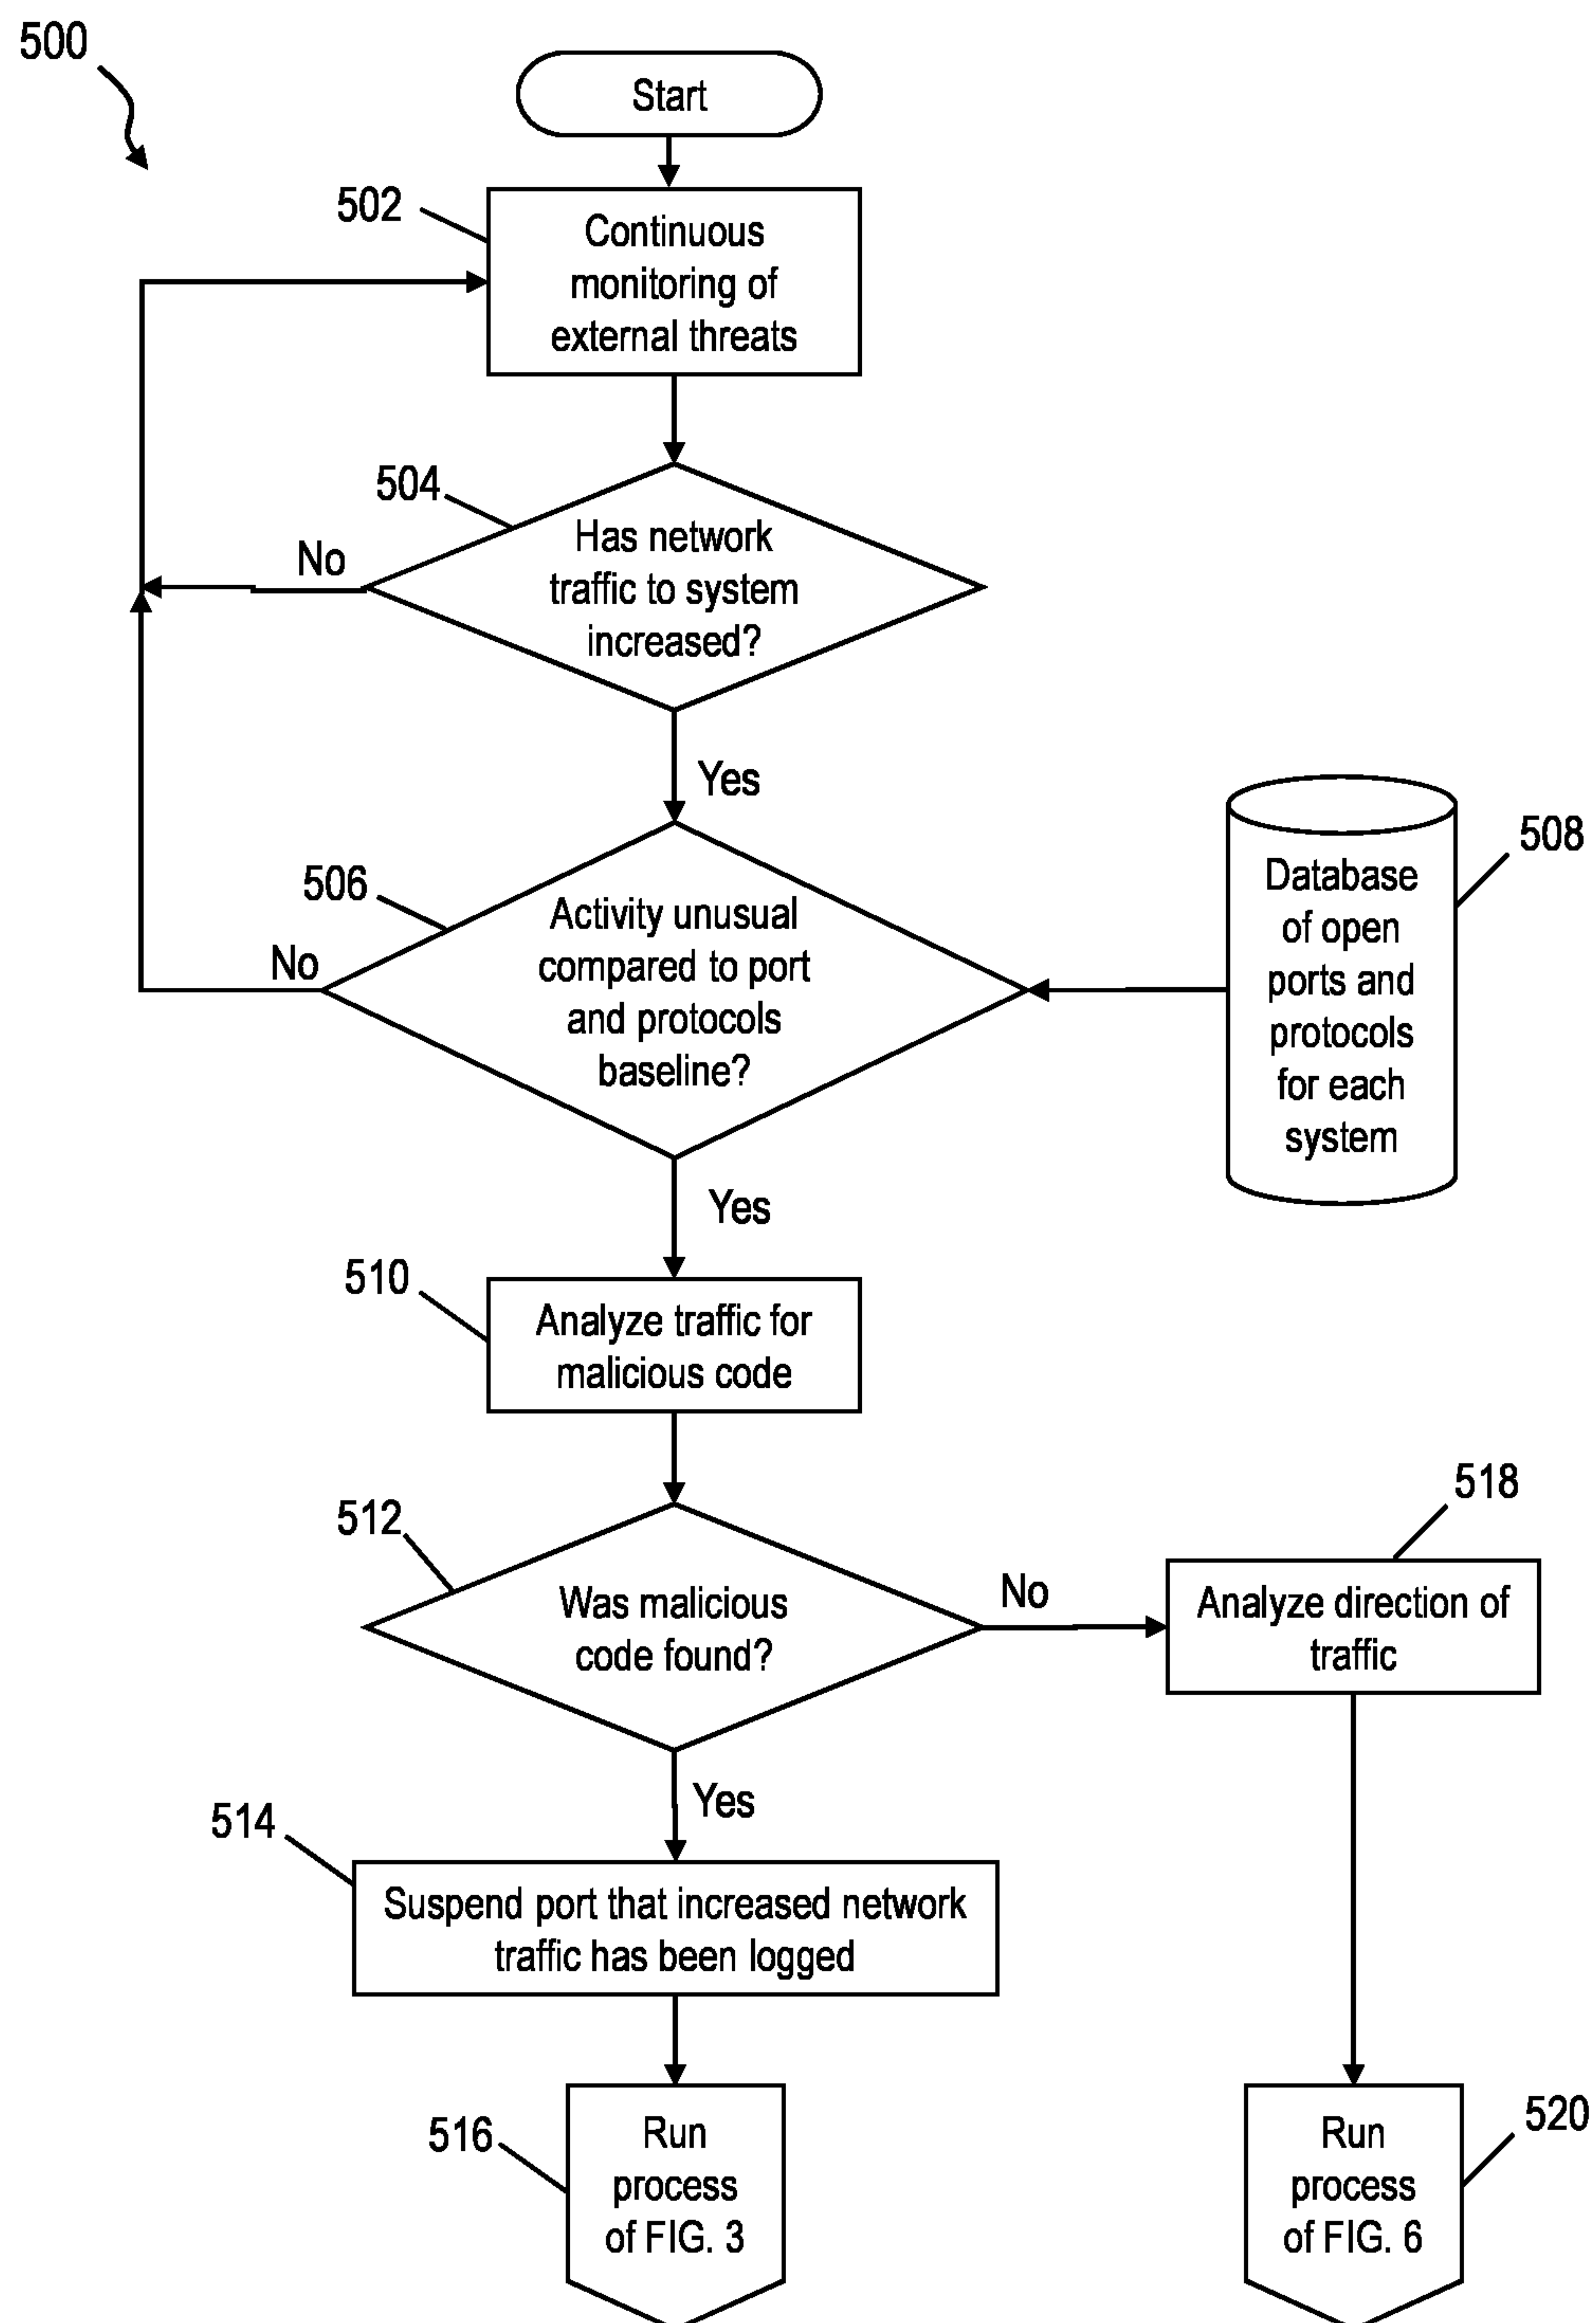 500
Start
502
Continuous
monitoring of
external threats
504
Has network
traffic to system
increased?
No
Yes
506
Activity unusual
compared to port
and protocols
baseline?
No
508
Database
of open
ports and
protocols
for each
system
Yes
510
Analyze traffic for
malicious code
512
Was malicious
code found?
No
518
Analyze direction of
traffic
Yes
514
Suspend port that increased network
traffic has been logged
516
Run
process
of FIG. 3
520
Run
process
of FIG. 6